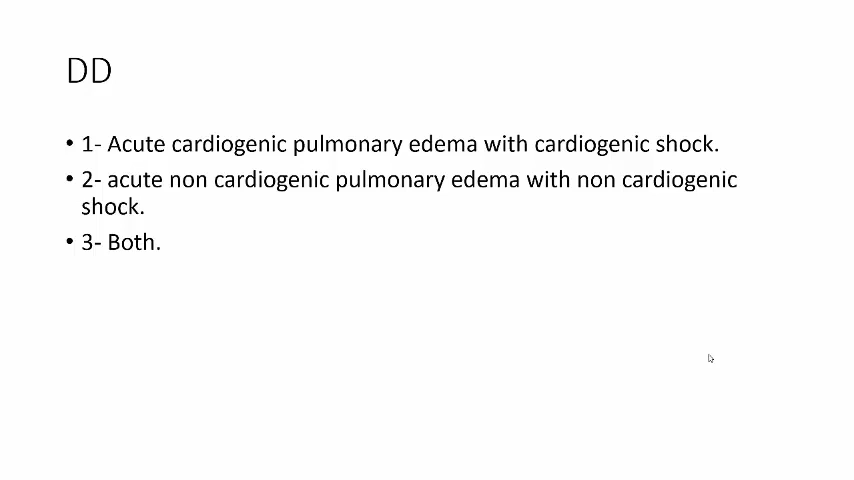 DD
• 1- Acute cardiogenic pulmonary edema with cardiogenic shock.
• 2- acute non cardiogenic pulmonary edema with non cardiogenic
shock.
• 3- Both.